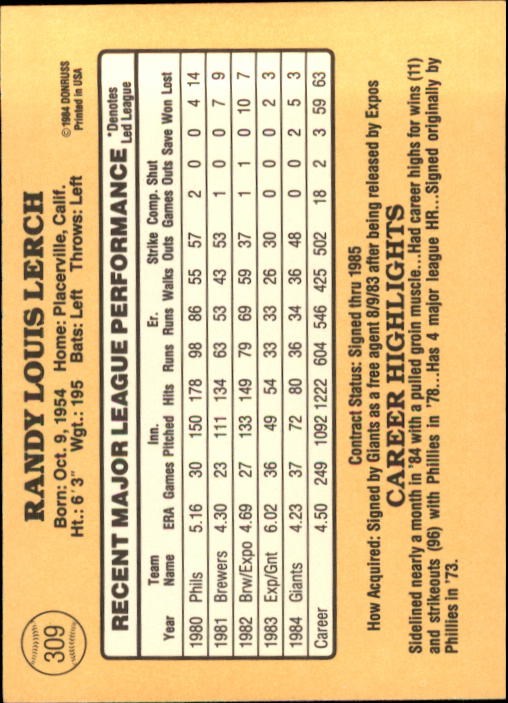 309
RANDY LOUIS LERCH
Born: Oct. 9, 1954 Home: Placerville, Calif.
Ht.: 6'3" Wgt.: 195 Bats: Left Throws: Left
©1984 DONRUSS
Printed in USA
RECENT MAJOR LEAGUE PERFORMANCE
*Denotes
Led League
Team Inn. Er. Strike Comp. Shut
Year Name ERA Games Pitched Hits Runs Runs Walks Outs Games Outs Save Won Lost
1980 Phils 5.16 30 150 178 98 86 55 57 2 0 0 4 14
1981 Brewers 4.30 23 111 134 63 53 43 53 1 0 0 7 9
1982 Brw/Expo 4.69 27 133 149 79 69 59 37 1 1 0 10 7
1983 Exp/Gnt 6.02 36 49 54 33 33 26 30 0 0 0 2 3
1984 Giants 4.23 37 72 80 36 34 36 48 0 0 2 5 3
Career 4.50 249 1092 1222 604 546 425 502 18 2 3 59 63
Contract Status: Signed thru 1985
How Acquired: Signed by Giants as a free agent 8/9/83 after being released by Expos
CAREER HIGHLIGHTS
Sidelined nearly a month in '84 with a pulled groin muscle...Had career highs for wins (11)
and strikeouts (96) with Phillies in '78...Has 4 major league HR...Signed originally by
Phillies in '73.